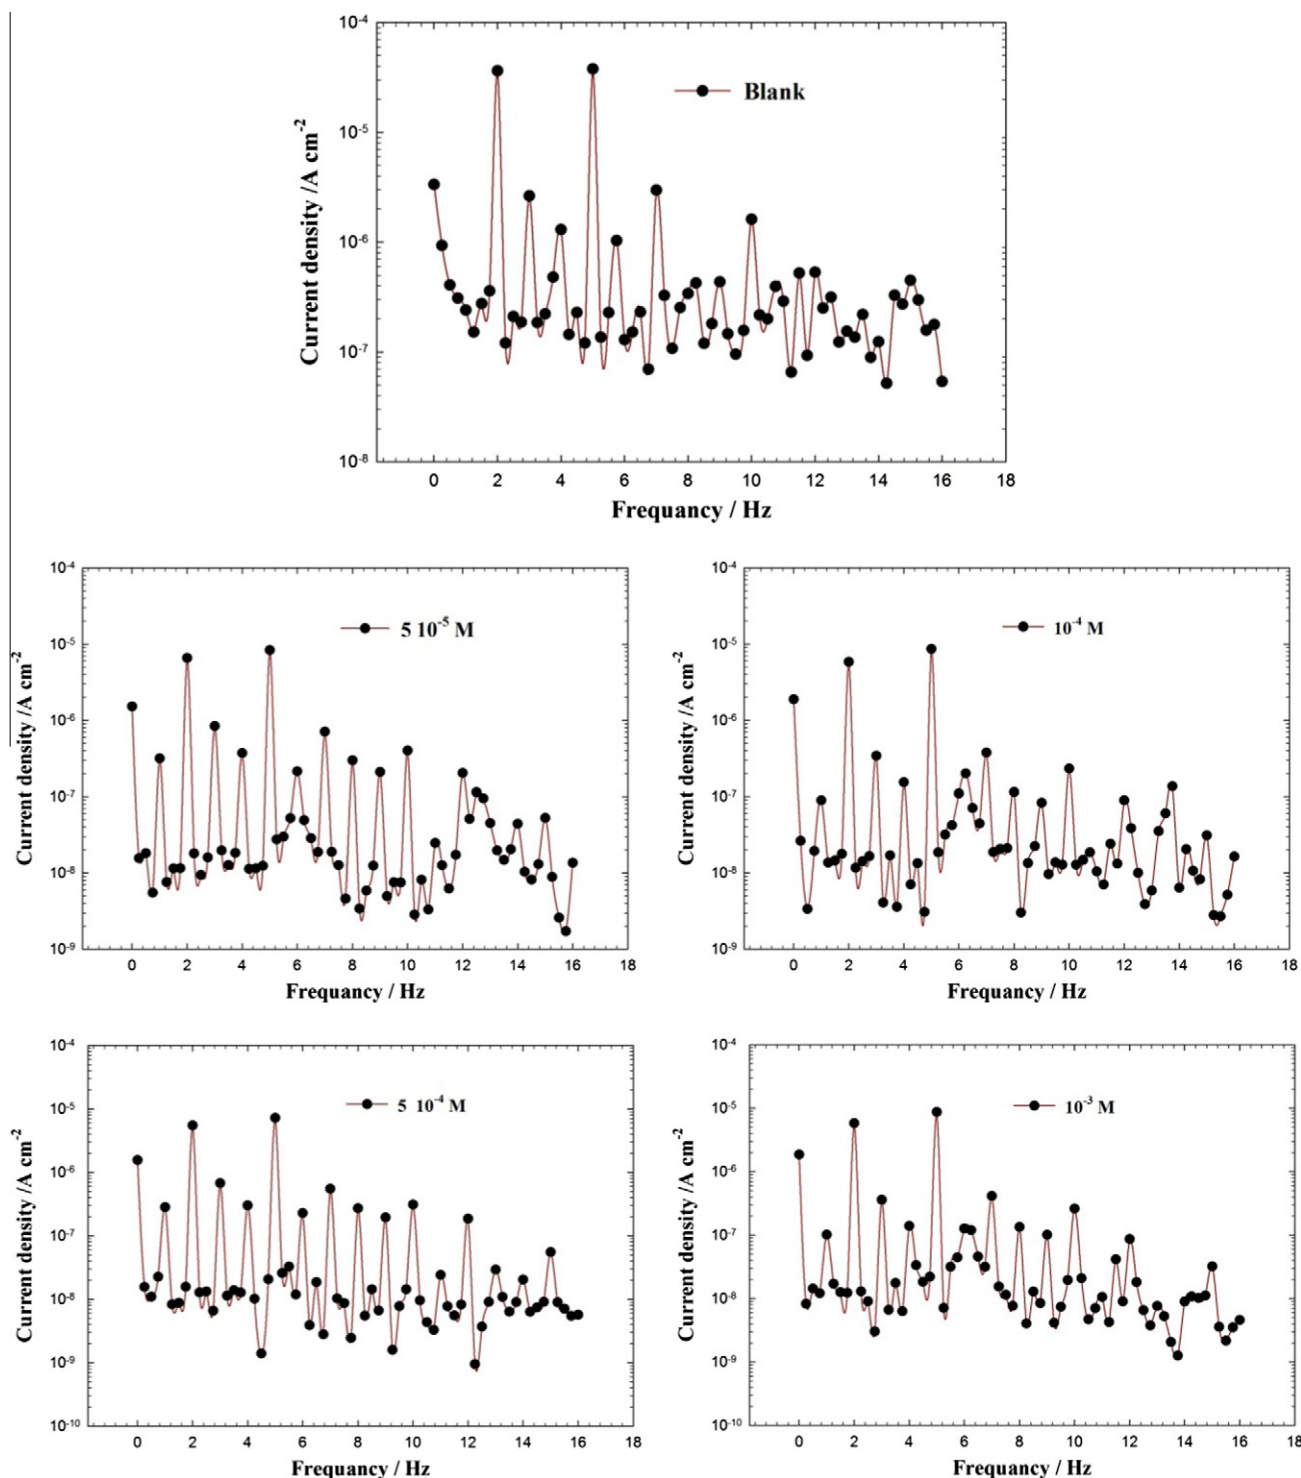 Blank
Current density /A cm⁻²
10⁻⁴
10⁻⁵
10⁻⁶
10⁻⁷
10⁻⁸
0 2 4 6 8 10 12 14 16 18
Frequancy / Hz
5 10⁻⁵ M
Current density /A cm⁻²
10⁻⁴
10⁻⁵
10⁻⁶
10⁻⁷
10⁻⁸
10⁻⁹
0 2 4 6 8 10 12 14 16 18
Frequancy / Hz
10⁻⁴ M
Current density /A cm⁻²
10⁻⁴
10⁻⁵
10⁻⁶
10⁻⁷
10⁻⁸
10⁻⁹
0 2 4 6 8 10 12 14 16 18
Frequancy / Hz
5 10⁻⁴ M
Current density /A cm⁻²
10⁻⁴
10⁻⁵
10⁻⁶
10⁻⁷
10⁻⁸
10⁻⁹
10⁻¹⁰
0 2 4 6 8 10 12 14 16 18
Frequancy / Hz
10⁻³ M
Current density /A cm⁻²
10⁻⁴
10⁻⁵
10⁻⁶
10⁻⁷
10⁻⁸
10⁻⁹
10⁻¹⁰
0 2 4 6 8 10 12 14 16 18
Frequancy / Hz